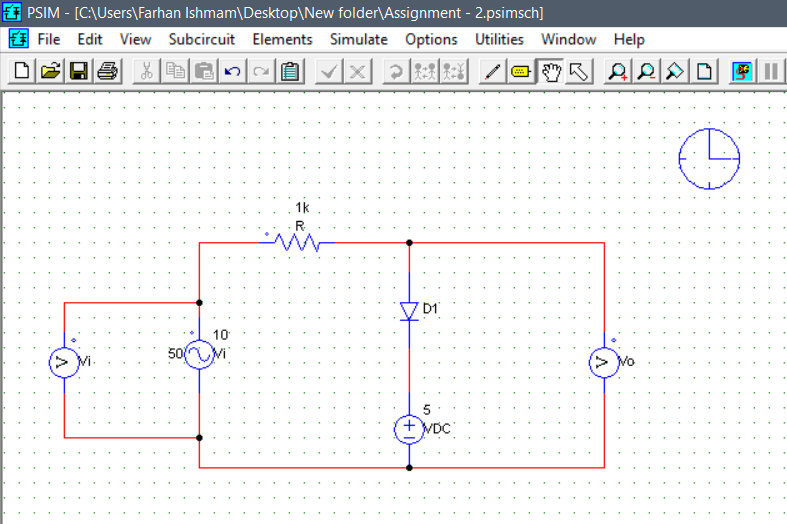 PSIM - [C:\Users\Farhan Ishmam\Desktop\New folder\Assignment - 2.psimsch]
File Edit View Subcircuit Elements Simulate Options Utilities Window Help
1k
R
D1
10
50 Vi
V Vi
V Vo
5
VDC